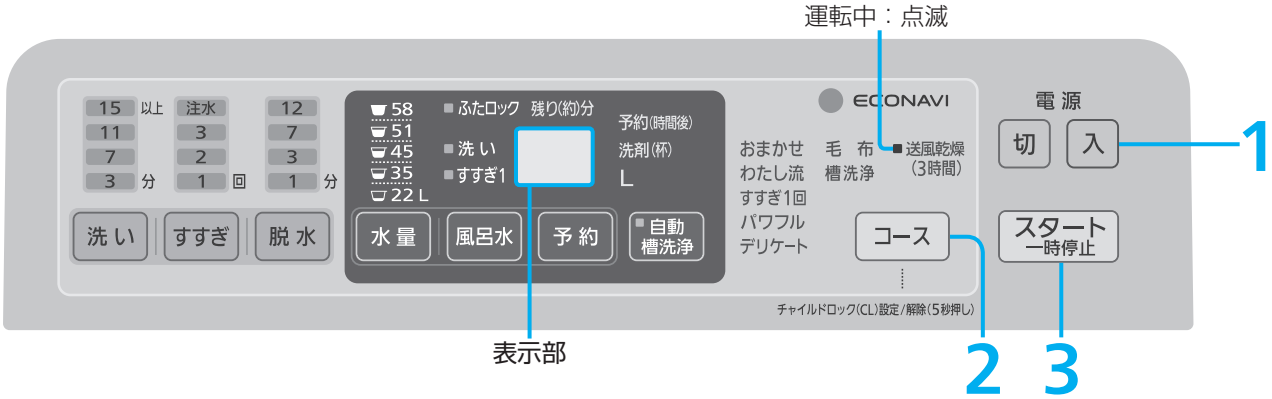 運転中：点滅
15 以上
11
7
3 分
注水
3
2
1 回
12
7
3
1 分
洗い
すすぎ
脱水
58
51
45
35
22 L
ふたロック
洗い
すすぎ1
残り(約)分
予約(時間後)
洗剤(杯)
L
水量
風呂水
予約
自動
槽洗浄
表示部
ECONAVI
おまかせ
わたし流
すすぎ1回
パワフル
デリケート
毛布
槽洗浄
送風乾燥
(3時間)
コース
チャイルドロック(CL)設定/解除(5秒押し)
電源
切
入
スタート
一時停止
1
2
3